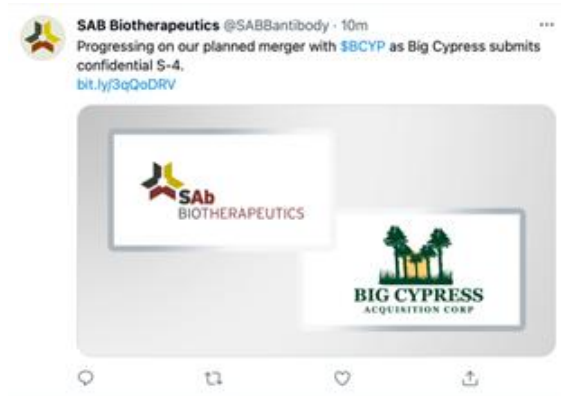 SAB Biotherapeutics @SABBantibody · 10m
Progressing on our planned merger with $BCYP as Big Cypress submits
confidential S-4.
bit.ly/3qQoDRV
SAb
BIOTHERAPEUTICS
BIG CYPRESS
ACQUISITION CORP